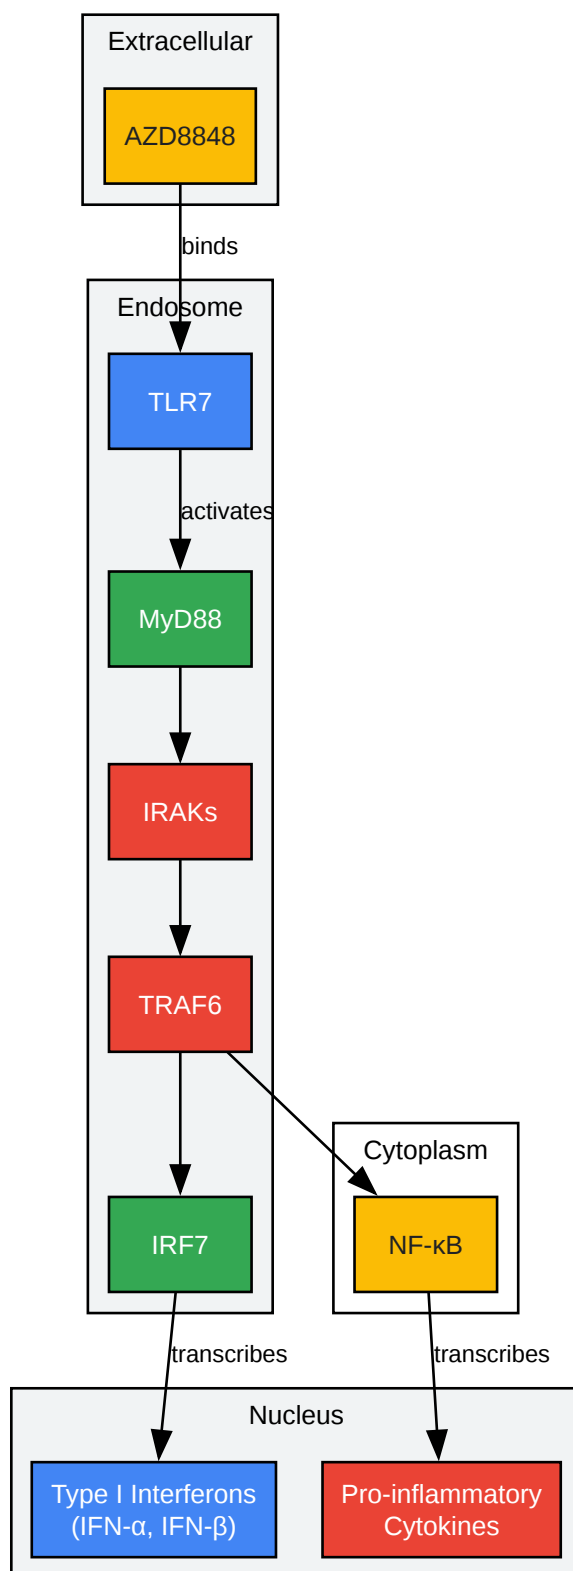 Extracellular
AZD8848
binds
Endosome
TLR7
activates
MyD88
IRAKs
TRAF6
Cytoplasm
IRF7
NF-κB
transcribes
transcribes
Nucleus
Type I Interferons
(IFN-α, IFN-β)
Pro-inflammatory
Cytokines